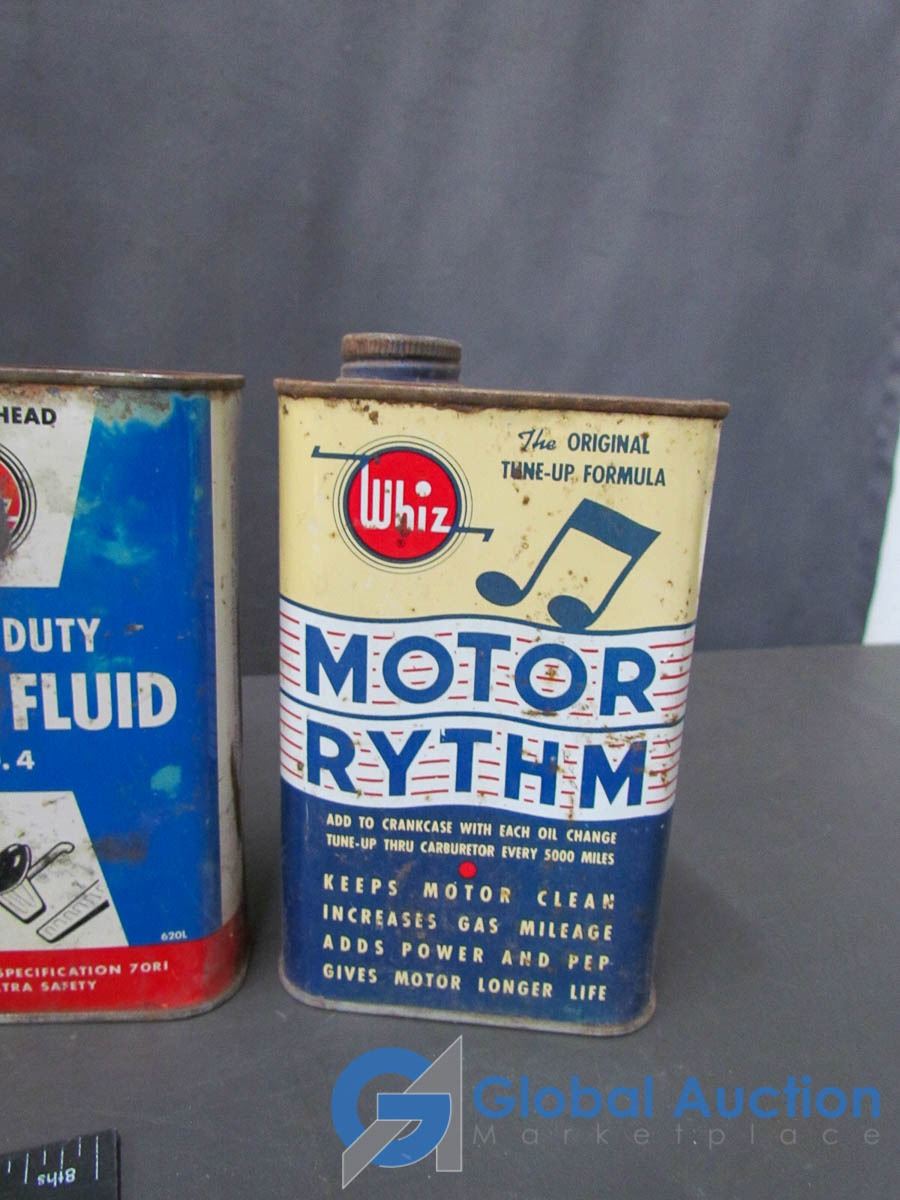 HEAD
DUTY
FLUID
.4
620L
SPECIFICATION 70R1
TRA SAFETY
The ORIGINAL
TUNE-UP FORMULA
Whiz
MOTOR
RYTHM
ADD TO CRANKCASE WITH EACH OIL CHANGE
TUNE-UP THRU CARBURETOR EVERY 5000 MILES
KEEPS MOTOR CLEAN
INCREASES GAS MILEAGE
ADDS POWER AND PEP
GIVES MOTOR LONGER LIFE
8ths
GA Global Auction
Marketplace